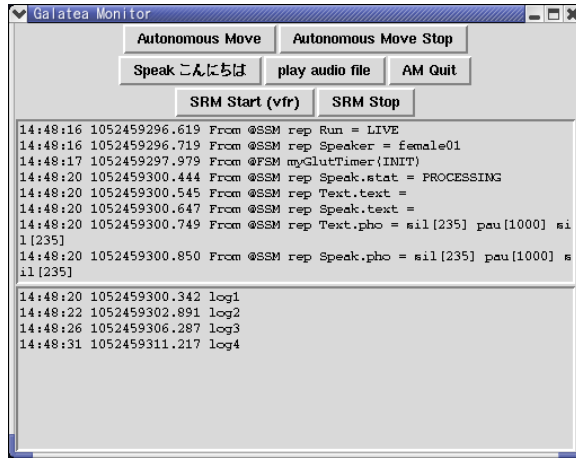 Galatea Monitor
Autonomous Move Autonomous Move Stop
Speak こんにちは play audio file AM Quit
SRM Start (vfr) SRM Stop
14:48:16 1052459296.619 From @SSM rep Run = LIVE
14:48:16 1052459296.719 From @SSM rep Speaker = female01
14:48:17 1052459297.979 From @FSM myGlutTimer(INIT)
14:48:20 1052459300.444 From @SSM rep Speak.stat = PROCESSING
14:48:20 1052459300.545 From @SSM rep Text.text =
14:48:20 1052459300.647 From @SSM rep Speak.text =
14:48:20 1052459300.749 From @SSM rep Text.pho = sil[235] pau[1000] si
l[235]
14:48:20 1052459300.850 From @SSM rep Speak.pho = sil[235] pau[1000] s
il[235]
14:48:20 1052459300.342 log1
14:48:22 1052459302.891 log2
14:48:26 1052459306.287 log3
14:48:31 1052459311.217 log4